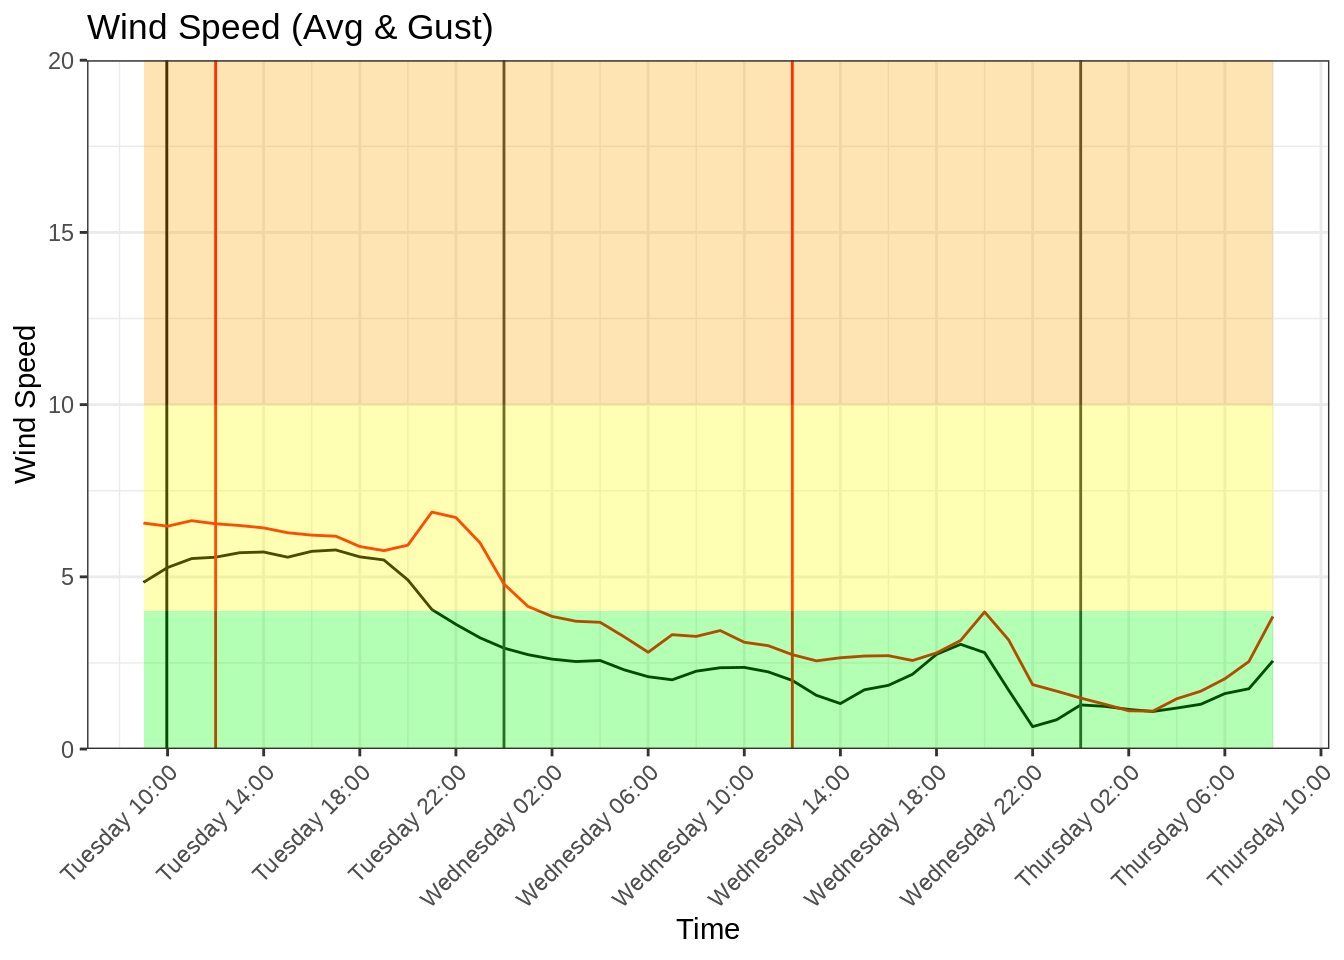 Wind Speed (Avg & Gust)
20
15
10
5
0
Wind Speed
Tuesday 10:00
Tuesday 14:00
Tuesday 18:00
Tuesday 22:00
Wednesday 02:00
Wednesday 06:00
Wednesday 10:00
Wednesday 14:00
Wednesday 18:00
Wednesday 22:00
Thursday 02:00
Thursday 06:00
Thursday 10:00
Time